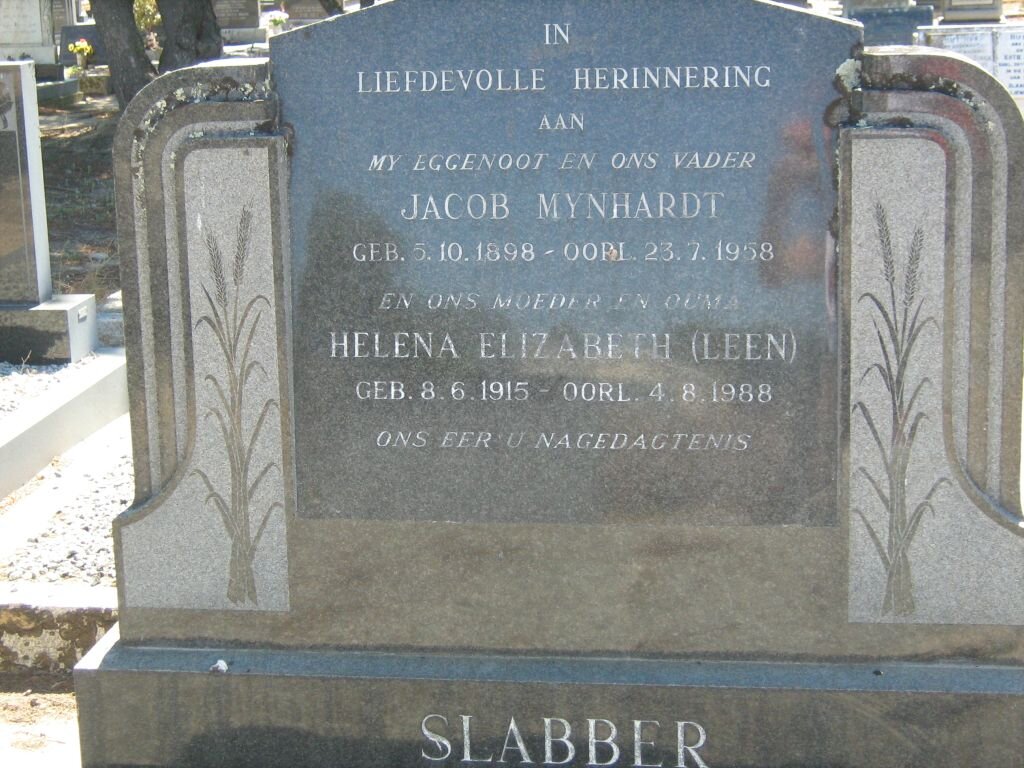 IN
LIEFDEVOLLE HERINNERING
AAN
MY EGGENOOT EN ONS VADER
JACOB MYNHARDT
GEB. 5.10.1898 - OORL. 23.7.1958
EN ONS MOEDER EN OUMA
HELENA ELIZABETH (LEEN)
GEB. 8.6.1915 - OORL. 4.8.1988
ONS EER U NAGEDAGTENIS
SLABBER